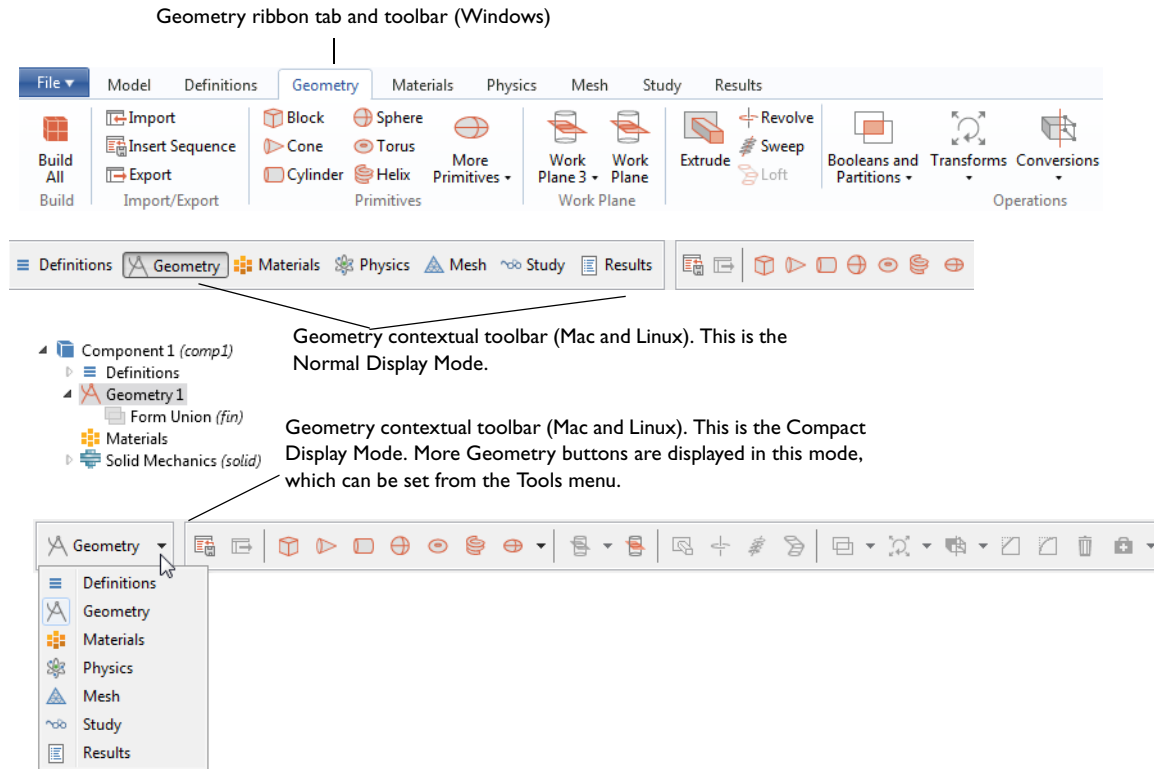 Geometry ribbon tab and toolbar (Windows)
File Model Definitions Geometry Materials Physics Mesh Study Results
Build All
Import
Insert Sequence
Export
Block
Cone
Cylinder
Sphere
Torus
Helix
More Primitives
Work Plane 3
Work Plane
Extrude
Revolve
Sweep
Loft
Booleans and Partitions
Transforms
Conversions
Build Import/Export Primitives Work Plane Operations
Definitions Geometry Materials Physics Mesh Study Results
Geometry contextual toolbar (Mac and Linux). This is the
Normal Display Mode.
Component 1 (comp1)
Definitions
Geometry 1
Form Union (fin)
Materials
Solid Mechanics (solid)
Geometry contextual toolbar (Mac and Linux). This is the Compact
Display Mode. More Geometry buttons are displayed in this mode,
which can be set from the Tools menu.
Geometry
Definitions
Geometry
Materials
Physics
Mesh
Study
Results